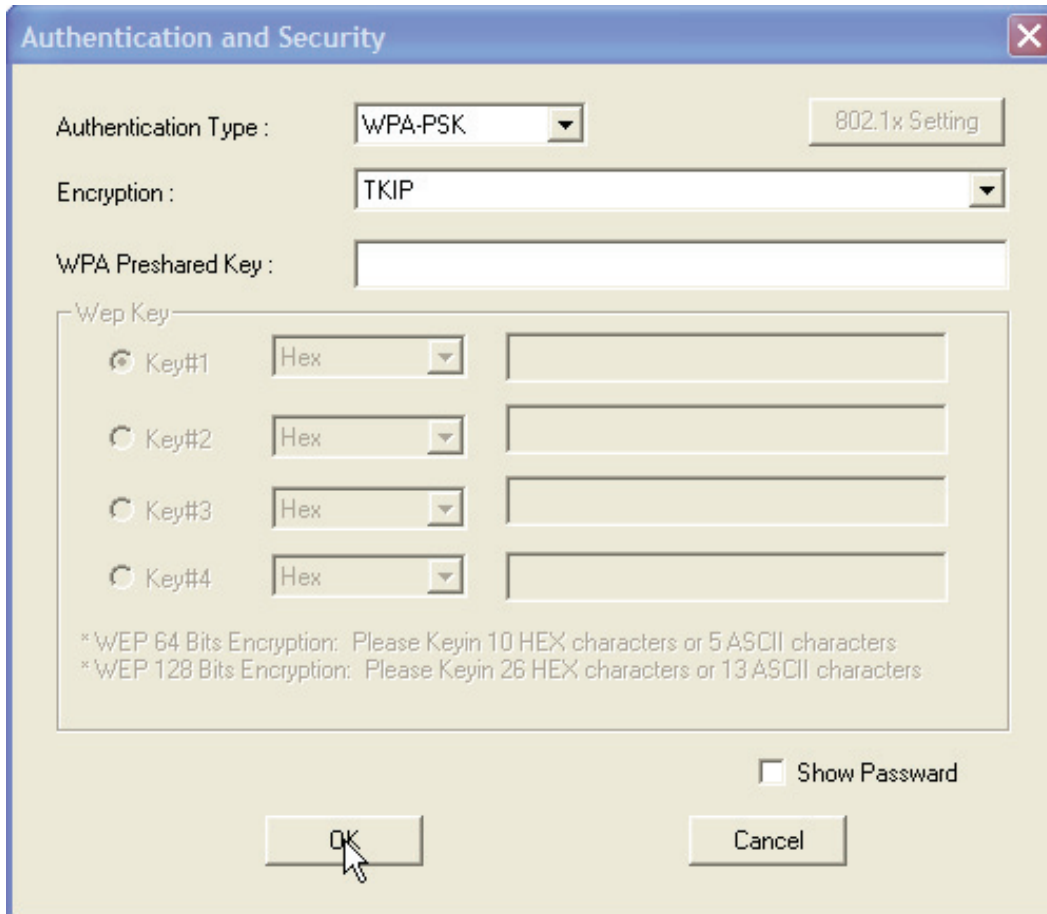 Authentication and Security
Authentication Type : WPA-PSK 802.1x Setting
Encryption : TKIP
WPA Preshared Key :
Wep Key
Key#1 Hex
Key#2 Hex
Key#3 Hex
Key#4 Hex
* WEP 64 Bits Encryption: Please Keyin 10 HEX characters or 5 ASCII characters
* WEP 128 Bits Encryption: Please Keyin 26 HEX characters or 13 ASCII characters
Show Passward
OK Cancel